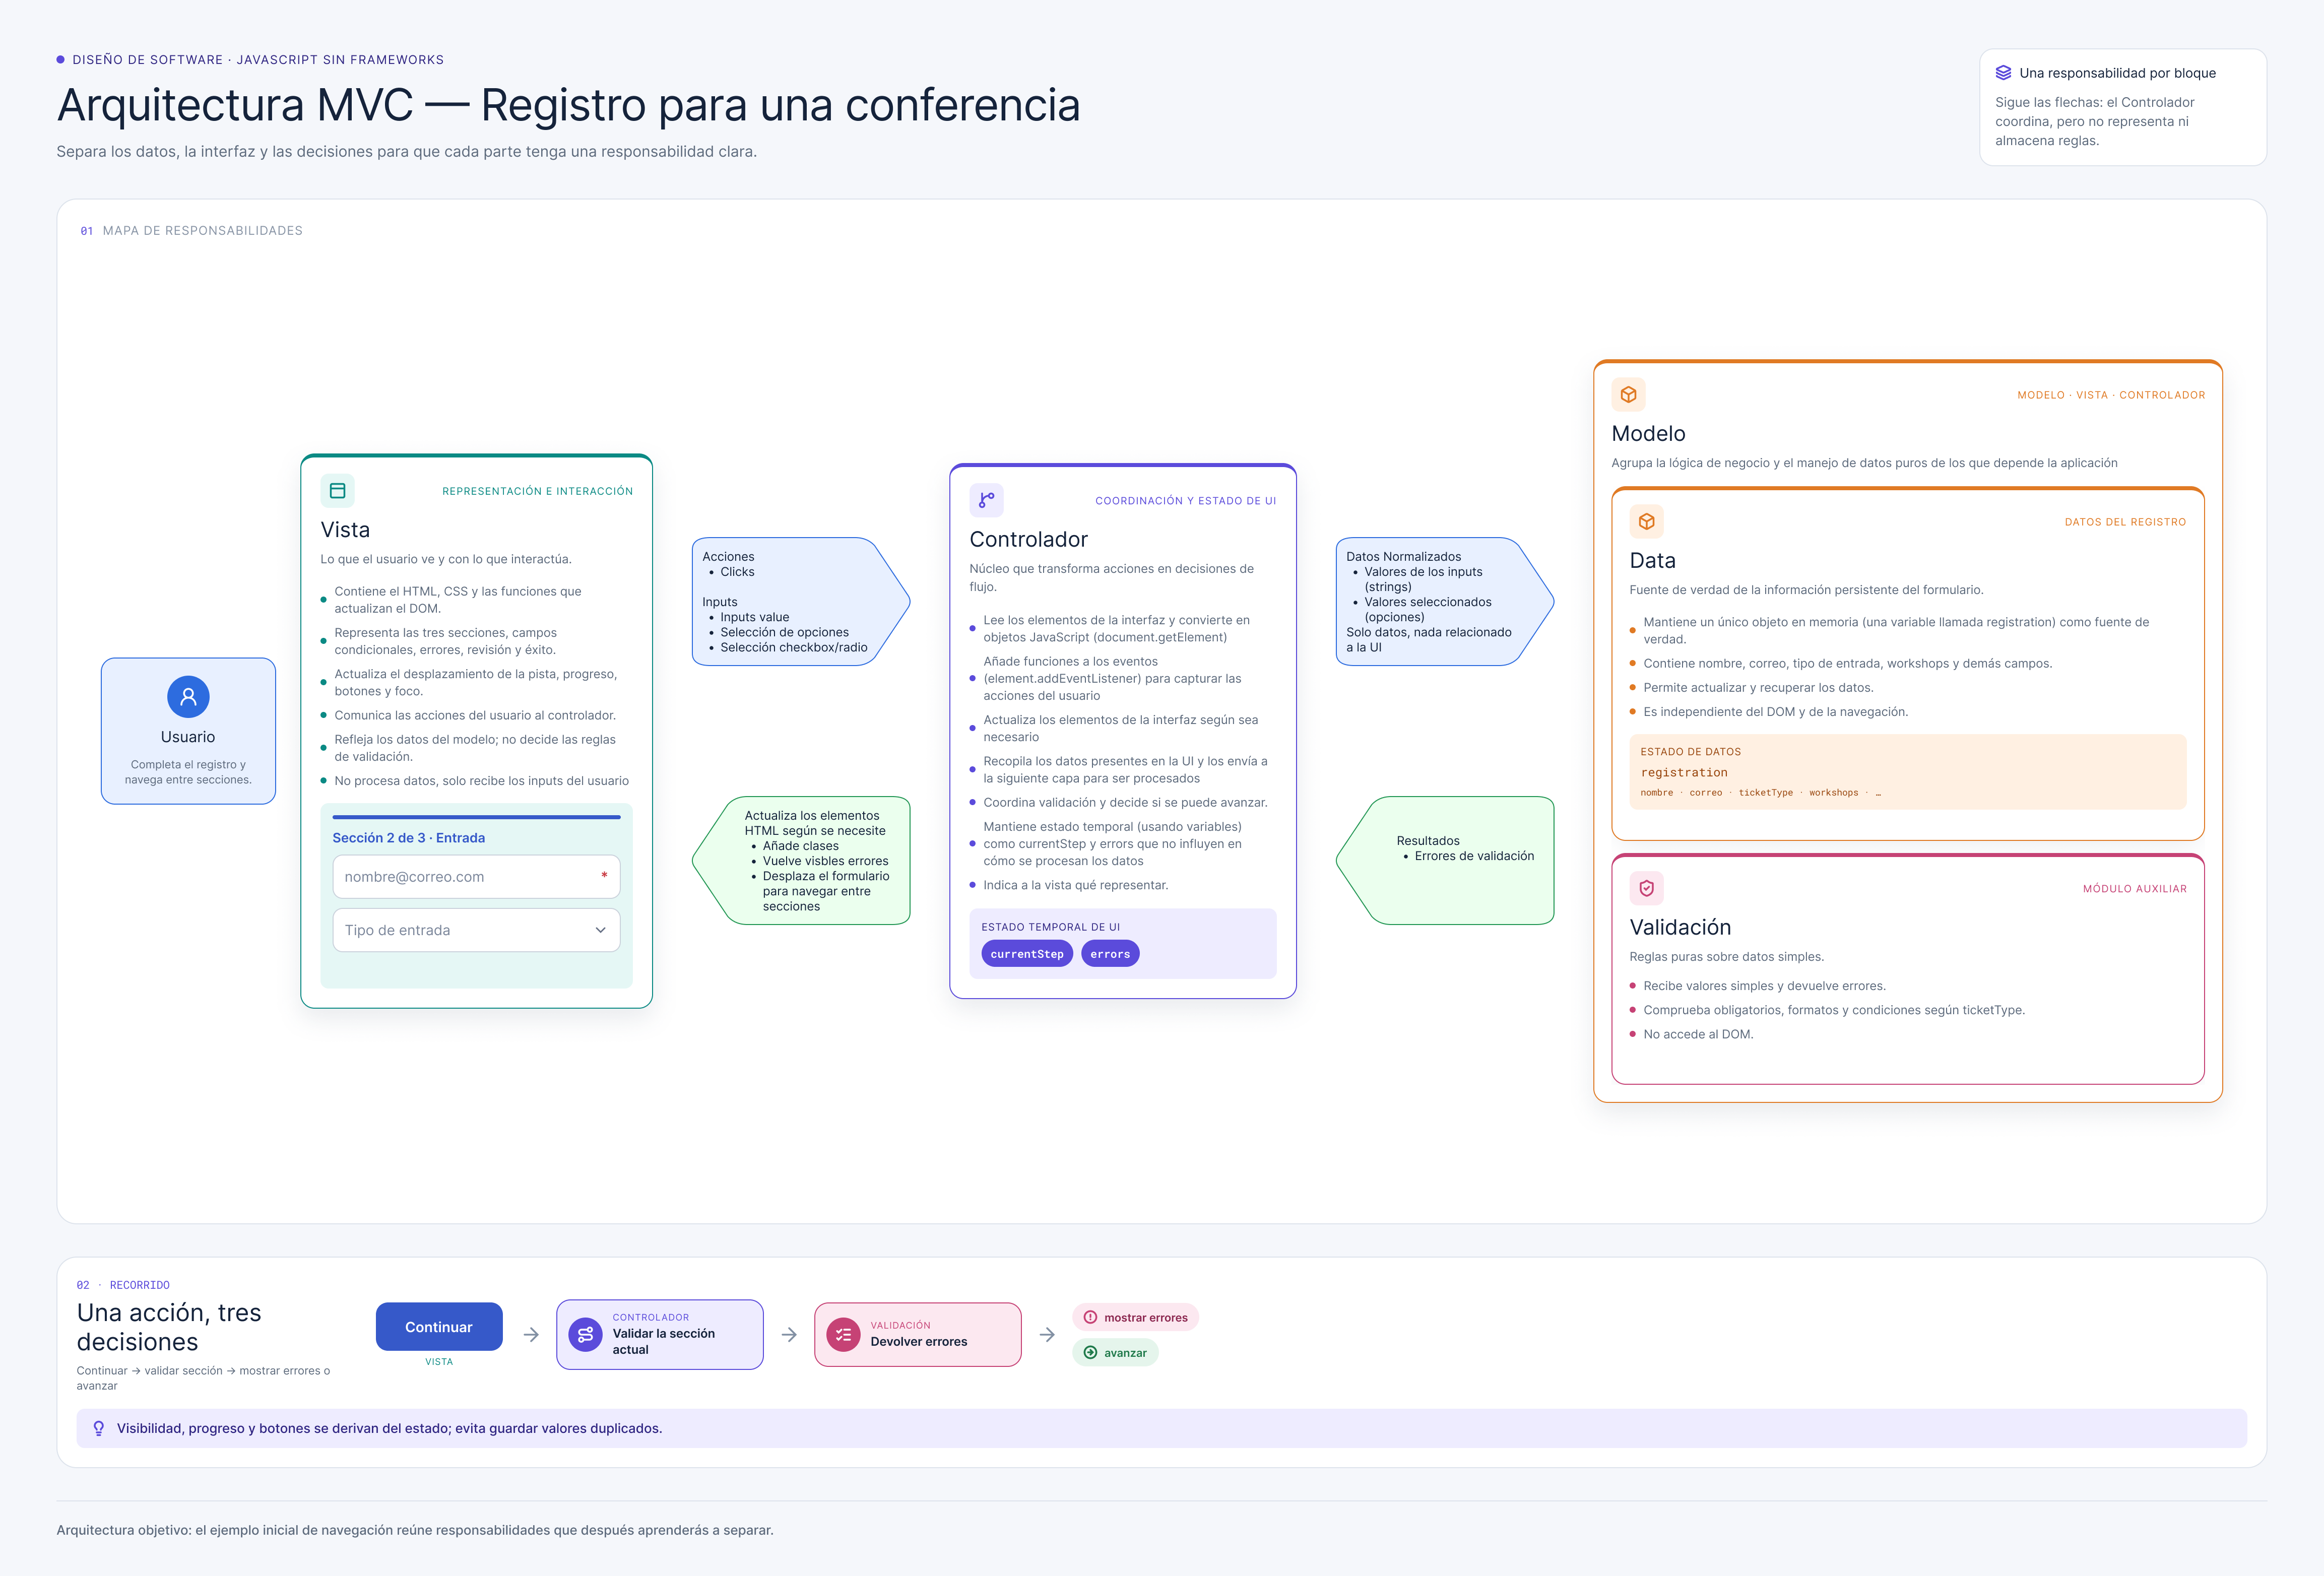 DISEÑO DE SOFTWARE · JAVASCRIPT SIN FRAMEWORKS
Arquitectura MVC — Registro para una conferencia
Separa los datos, la interfaz y las decisiones para que cada parte tenga una responsabilidad clara.
Una responsabilidad por bloque
Sigue las flechas: el Controlador
coordina, pero no representa ni
almacena reglas.
01 MAPA DE RESPONSABILIDADES
Usuario
Completa el registro y
navega entre secciones.
REPRESENTACIÓN E INTERACCIÓN
Vista
Lo que el usuario ve y con lo que interactúa.
Contiene el HTML, CSS y las funciones que
actualizan el DOM.
Representa las tres secciones, campos
condicionales, errores, revisión y éxito.
Actualiza el desplazamiento de la pista, progreso,
botones y foco.
Comunica las acciones del usuario al controlador.
Refleja los datos del modelo; no decide las reglas
de validación.
No procesa datos, solo recibe los inputs del usuario
Sección 2 de 3 · Entrada
nombre@correo.com *
Tipo de entrada
Acciones
• Clicks
Inputs
• Inputs value
• Selección de opciones
• Selección checkbox/radio
Actualiza los elementos
HTML según se necesite
• Añade clases
• Vuelve visbles errores
• Desplaza el formulario
para navegar entre
secciones
COORDINACIÓN Y ESTADO DE UI
Controlador
Núcleo que transforma acciones en decisiones de
flujo.
Lee los elementos de la interfaz y convierte en
objetos JavaScript (document.getElement)
Añade funciones a los eventos
(element.addEventListener) para capturar las
acciones del usuario
Actualiza los elementos de la interfaz según sea
necesario
Recopila los datos presentes en la UI y los envía a
la siguiente capa para ser procesados
Coordina validación y decide si se puede avanzar.
Mantiene estado temporal (usando variables)
como currentStep y errors que no influyen en
cómo se procesan los datos
Indica a la vista qué representar.
ESTADO TEMPORAL DE UI
currentStep errors
Datos Normalizados
• Valores de los inputs
(strings)
• Valores seleccionados
(opciones)
Solo datos, nada relacionado
a la UI
Resultados
• Errores de validación
MODELO · VISTA · CONTROLADOR
Modelo
Agrupa la lógica de negocio y el manejo de datos puros de los que depende la aplicación
DATOS DEL REGISTRO
Data
Fuente de verdad de la información persistente del formulario.
Mantiene un único objeto en memoria (una variable llamada registration) como fuente de
verdad.
Contiene nombre, correo, tipo de entrada, workshops y demás campos.
Permite actualizar y recuperar los datos.
Es independiente del DOM y de la navegación.
ESTADO DE DATOS
registration
nombre · correo · ticketType · workshops · …
MÓDULO AUXILIAR
Validación
Reglas puras sobre datos simples.
Recibe valores simples y devuelve errores.
Comprueba obligatorios, formatos y condiciones según ticketType.
No accede al DOM.
02 · RECORRIDO
Una acción, tres
decisiones
Continuar → validar sección → mostrar errores o
avanzar
Continuar
VISTA
CONTROLADOR
Validar la sección
actual
VALIDACIÓN
Devolver errores
mostrar errores
avanzar
Visibilidad, progreso y botones se derivan del estado; evita guardar valores duplicados.
Arquitectura objetivo: el ejemplo inicial de navegación reúne responsabilidades que después aprenderás a separar.